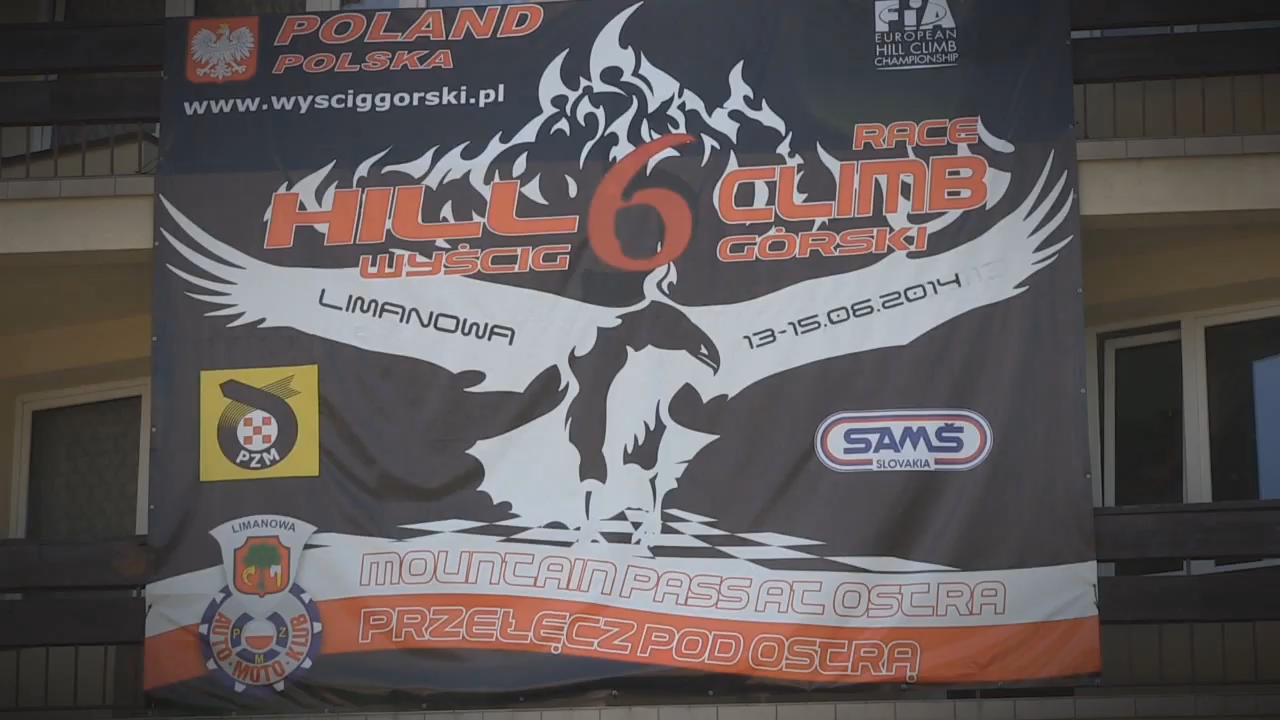 POLAND
POLSKA
www.wysciggorski.pl
FIA
EUROPEAN
HILL CLIMB
CHAMPIONSHIP
RACE
HILL 6 CLIMB
WYŚCIG GÓRSKI
LIMANOWA
13-15.06.2014
PZM
SAMŠ
SLOVAKIA
LIMANOWA
MOUNTAIN PASS AT OSTRA
PRZEŁĘCZ POD OSTRĄ
P Z
M
AUTO-MOTO-KLUB